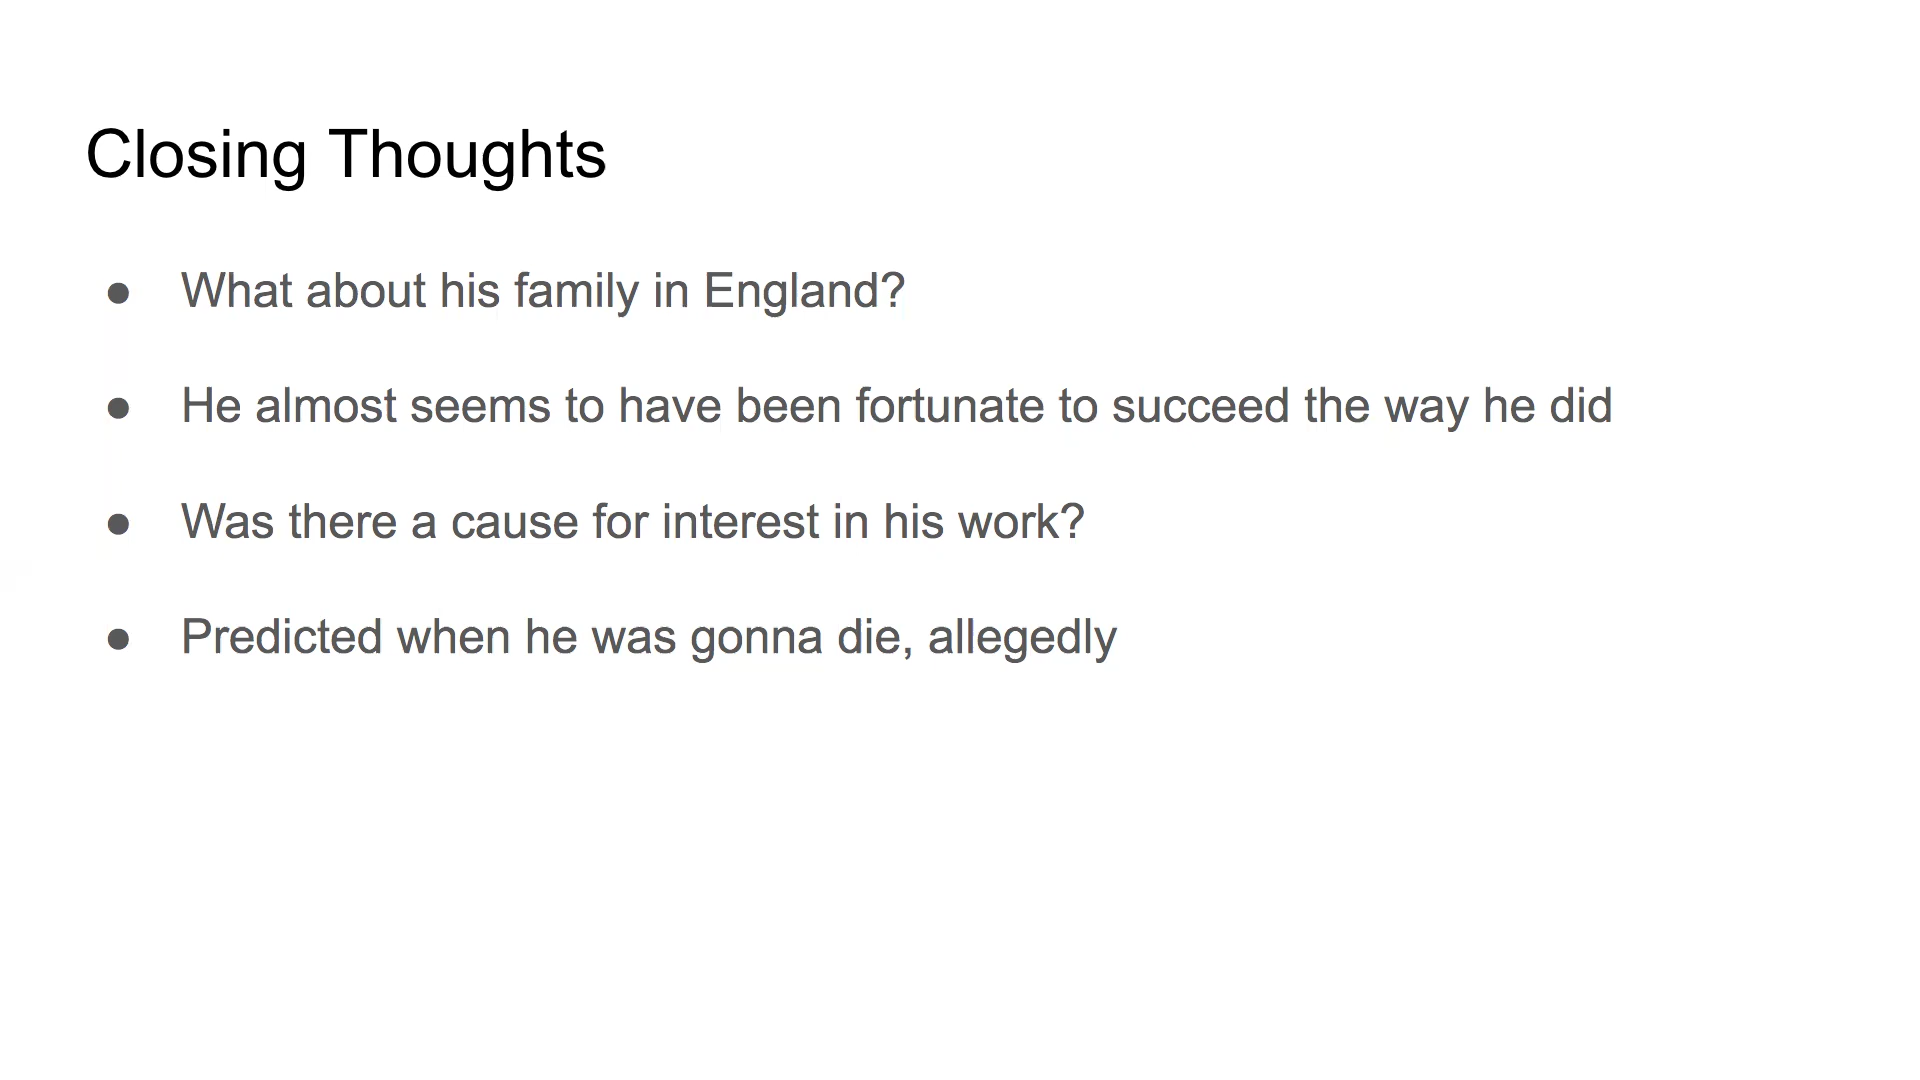 Closing Thoughts
● What about his family in England?
● He almost seems to have been fortunate to succeed the way he did
● Was there a cause for interest in his work?
● Predicted when he was gonna die, allegedly